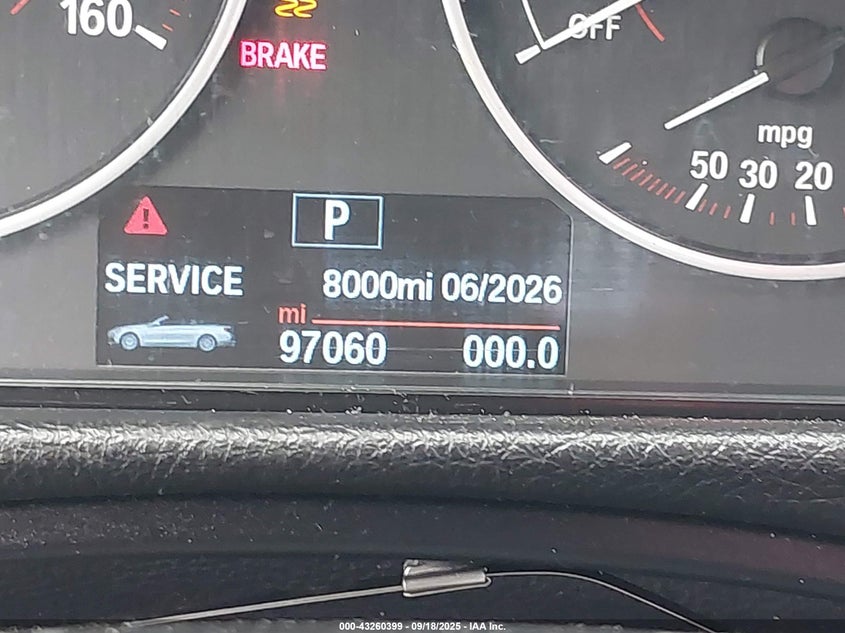 160
BRAKE
OFF
mpg
50 30 20
P
SERVICE 8000mi 06/2026
mi
97060 000.0
000-43260399 - 09/18/2025 - IAA Inc.